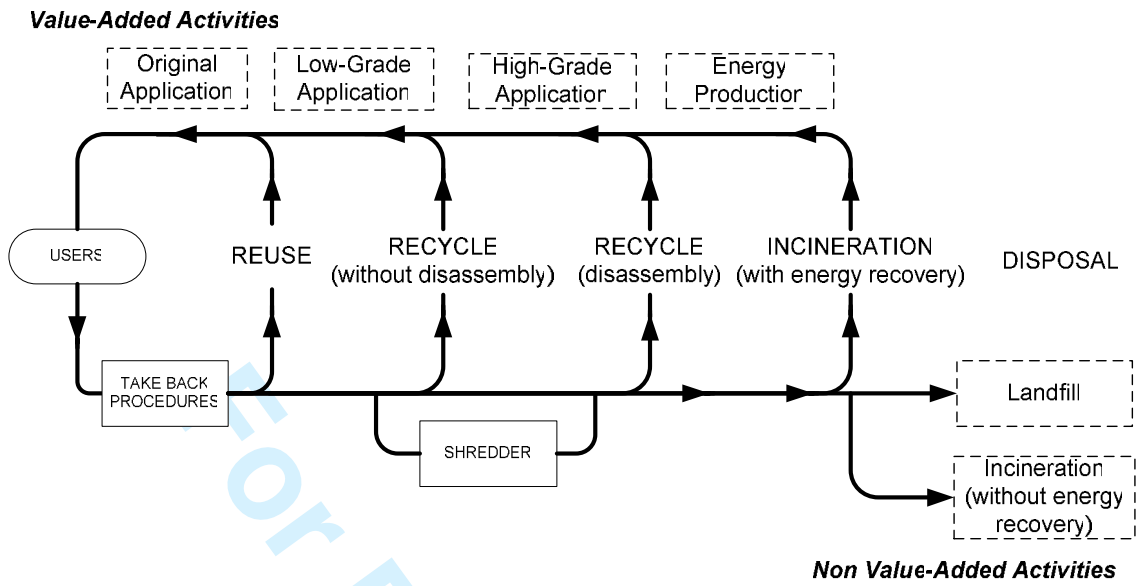 Value-Added Activities
Original
Application
Low-Grade
Application
High-Grade
Application
Energy
Production
USERS
REUSE
RECYCLE
(without disassembly)
RECYCLE
(disassembly)
INCINERATION
(with energy recovery)
DISPOSAL
TAKE BACK
PROCEDURES
SHREDDER
Landfill
Incineration
(without energy
recovery)
Non Value-Added Activities
For